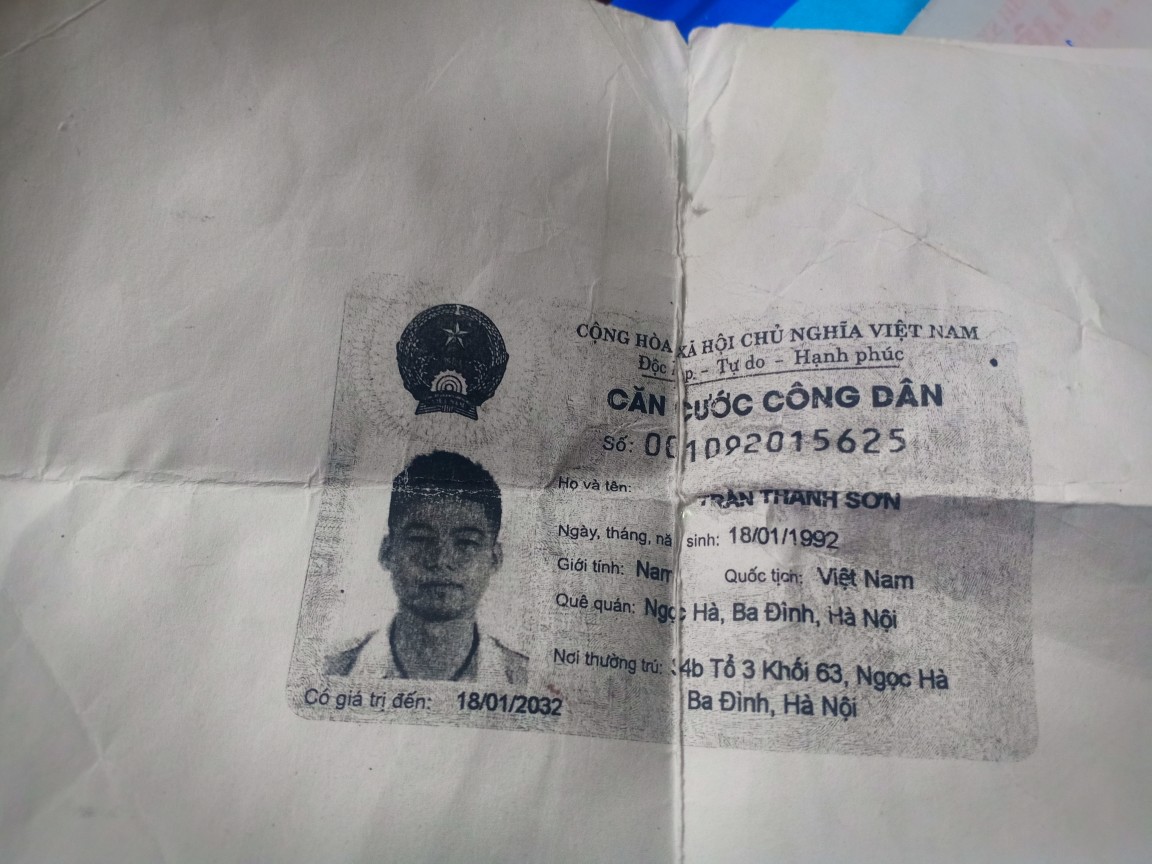 CỘNG HÒA XÃ HỘI CHỦ NGHĨA VIỆT NAM
Độc - Tự do - Hạnh phúc
CĂN CƯỚC CÔNG DÂN
Số: 001092015625
Họ và tên:
TRẦN THANH SƠN
Ngày, tháng, nă sinh: 18/01/1992
Giới tính: Nam Quốc tịch: Việt Nam
Quê quán: Ngọc Hà, Ba Đình, Hà Nội
Nơi thường trú: 34b Tổ 3 Khối 63, Ngọc Hà
Ba Đình, Hà Nội
Có giá trị đến: 18/01/2032